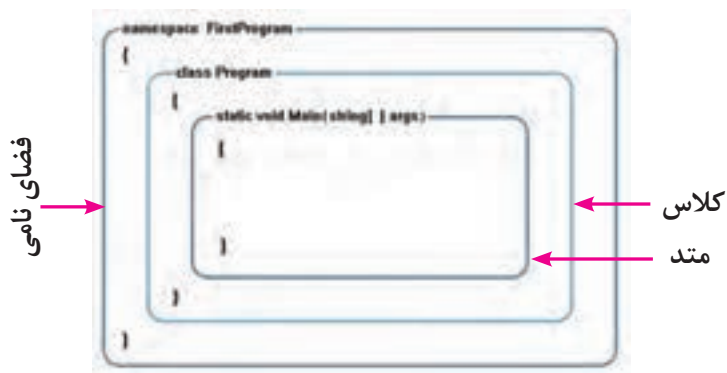 namespace FirstProgram
{
class Program
{
static void Main(string[ ] args)
{
}
}
}
فضای نامی
کلاس
متد